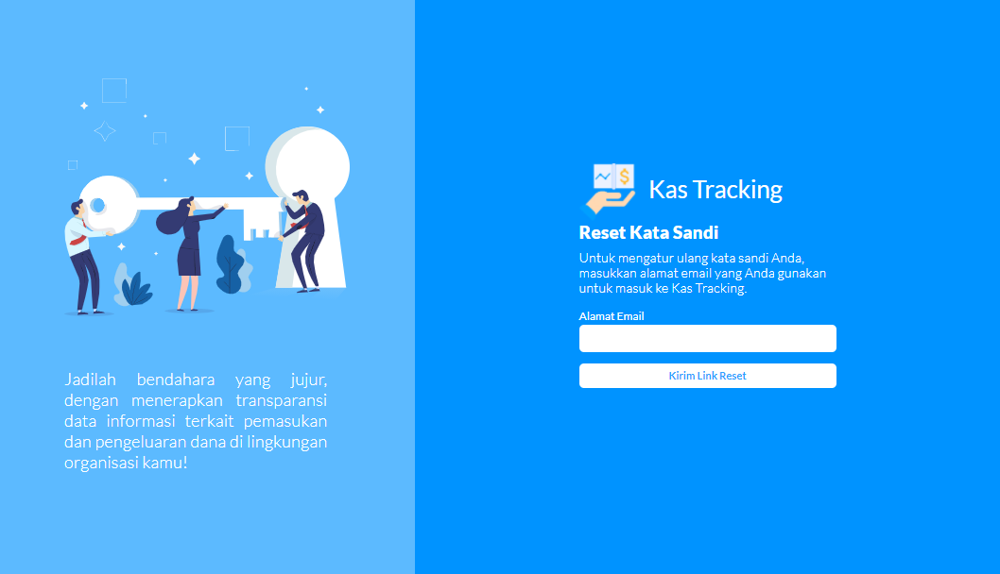 Jadilah bendahara yang jujur,
dengan menerapkan transparansi
data informasi terkait pemasukan
dan pengeluaran dana di lingkungan
organisasi kamu!
Kas Tracking
Reset Kata Sandi
Untuk mengatur ulang kata sandi Anda,
masukkan alamat email yang Anda gunakan
untuk masuk ke Kas Tracking.
Alamat Email
Kirim Link Reset